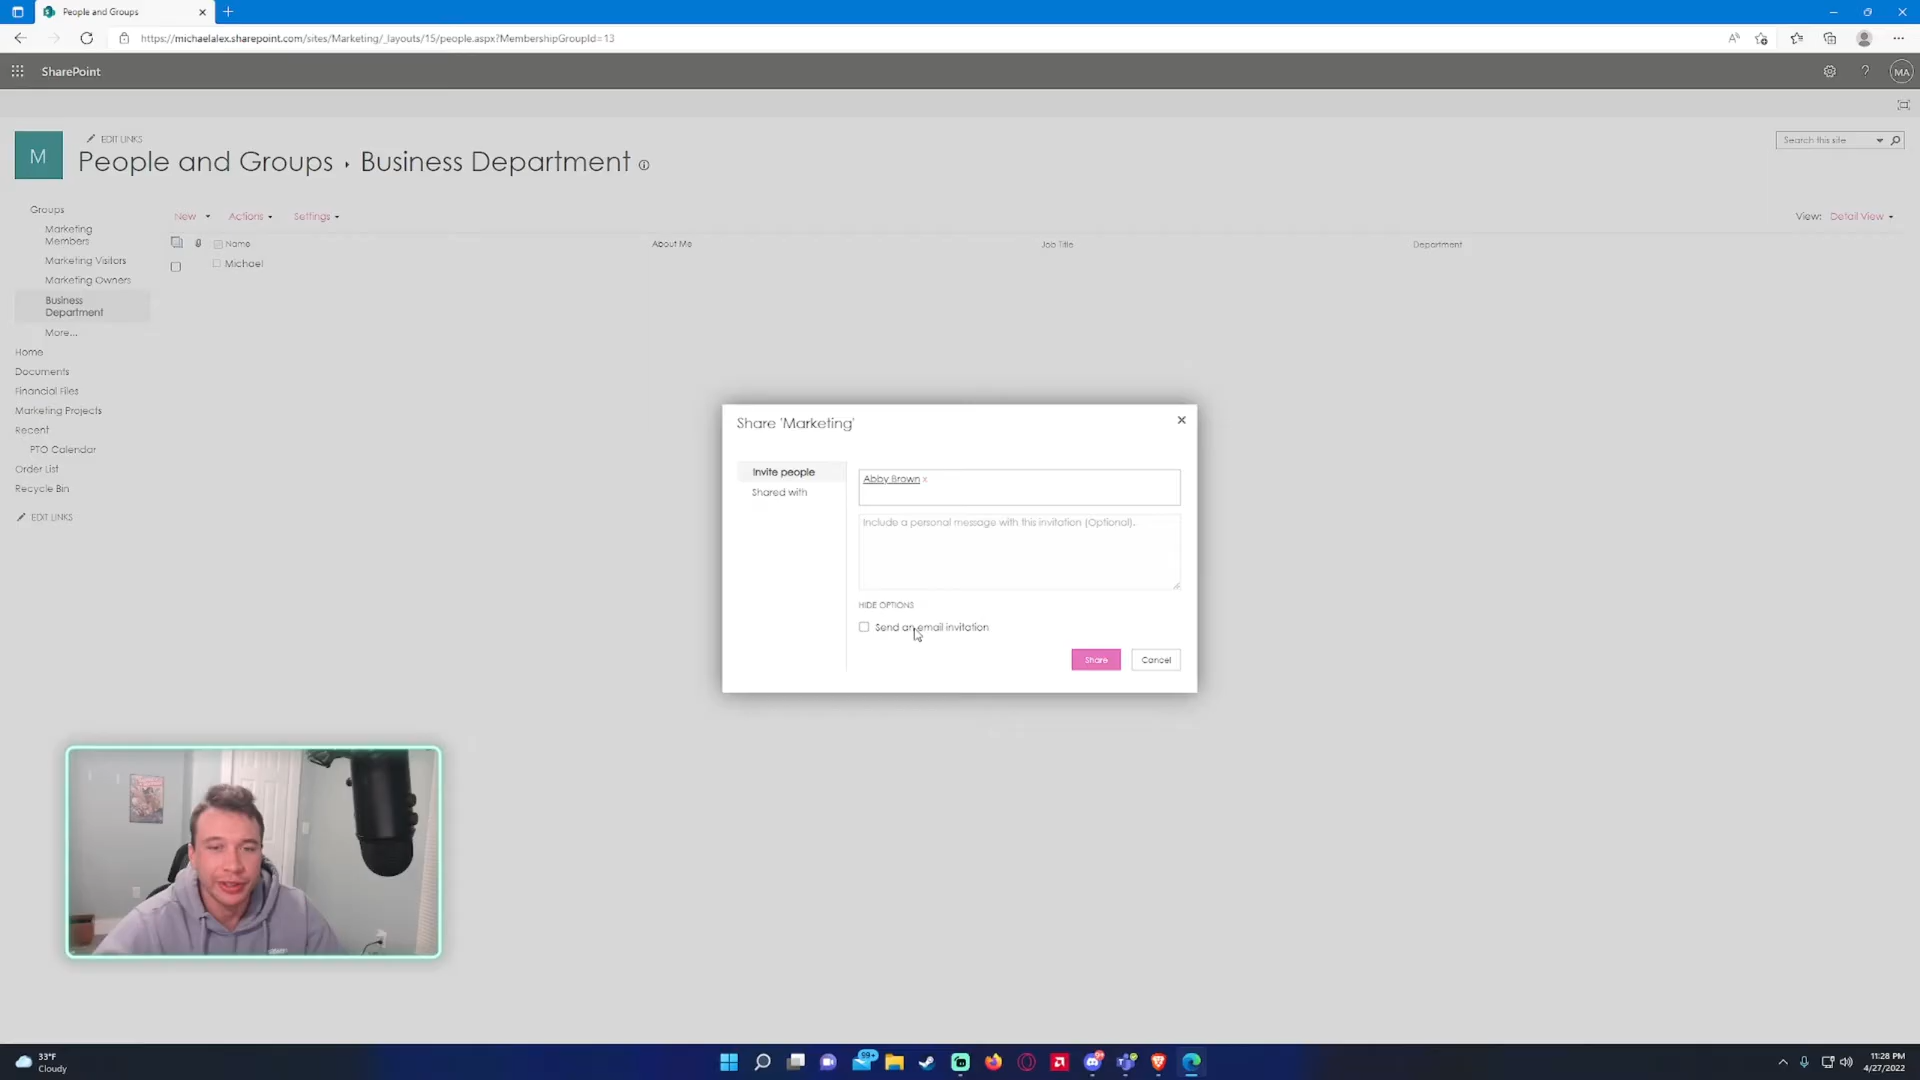 People and Groups
https://michaelalex.sharepoint.com/sites/Marketing/_layouts/15/people.aspx?MembershipGroupId=13
SharePoint
MA
EDIT LINKS
M
People and Groups ▸ Business Department
Search this site
Groups
Marketing
Members
Marketing Visitors
Marketing Owners
Business
Department
More...
Home
Documents
Financial Files
Marketing Projects
Recent
PTO Calendar
Order List
Recycle Bin
EDIT LINKS
New
Actions
Settings
View: Detail View
Name
About Me
Job Title
Department
Michael
Share 'Marketing'
Invite people
Shared with
Abby Brown x
Include a personal message with this invitation (Optional)..
HIDE OPTIONS
Send an email invitation
Share
Cancel
33°F
Cloudy
99+
11:28 PM
4/27/2022